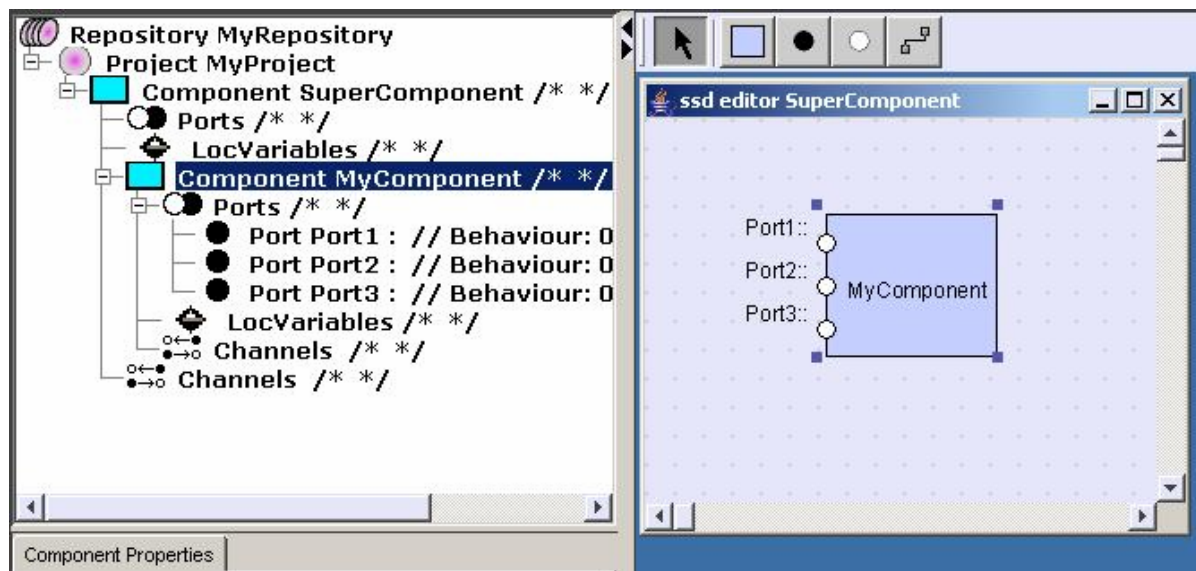 Repository MyRepository
Project MyProject
Component SuperComponent /* */
Ports /* */
LocVariables /* */
Component MyComponent /* */
Ports /* */
Port Port1 : // Behaviour: 0
Port Port2 : // Behaviour: 0
Port Port3 : // Behaviour: 0
LocVariables /* */
Channels /* */
Channels /* */
Component Properties
ssd editor SuperComponent
Port1::
Port2::
MyComponent
Port3::